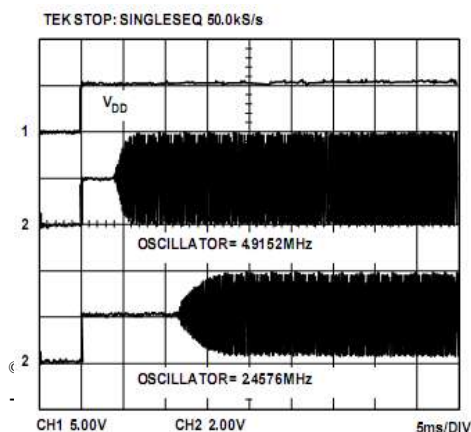 TEK STOP: SINGLESEQ 50.0kS/s
VDD
1
2
OSCILLATOR= 4.9152MHz
2
OSCILLATOR= 2.4576MHz
CH1 5.00V CH2 2.00V 5ms/DIV